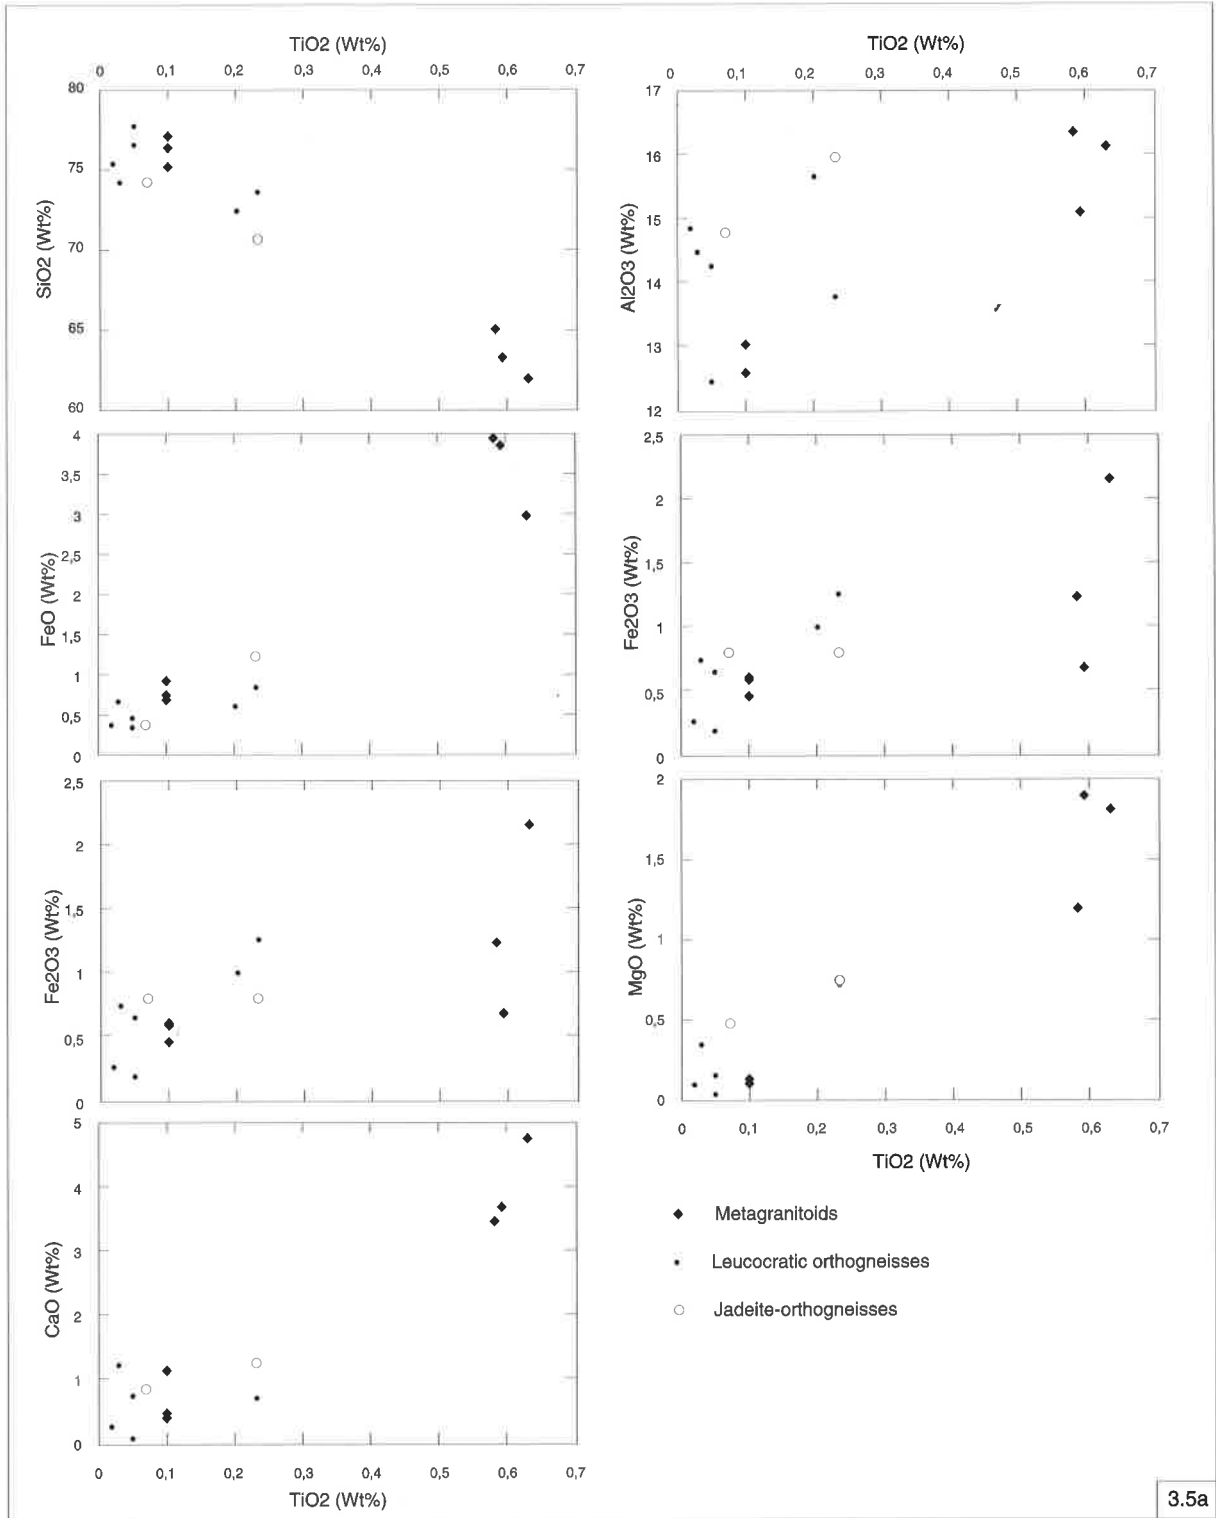 TiO2 (Wt%)
0 0,1 0,2 0,3 0,4 0,5 0,6 0,7
80
75
70
65
60
SiO2 (Wt%)
TiO2 (Wt%)
0 0,1 0,2 0,3 0,4 0,5 0,6 0,7
17
16
15
14
13
12
Al2O3 (Wt%)
4
3,5
3
2,5
2
1,5
1
0,5
0
FeO (Wt%)
2,5
2
1,5
1
0,5
0
Fe2O3 (Wt%)
2,5
2
1,5
1
0,5
0
Fe2O3 (Wt%)
2
1,5
1
0,5
0
MgO (Wt%)
0 0,1 0,2 0,3 0,4 0,5 0,6 0,7
TiO2 (Wt%)
5
4
3
2
1
0
CaO (Wt%)
0 0,1 0,2 0,3 0,4 0,5 0,6 0,7
TiO2 (Wt%)
Metagranitoids
Leucocratic orthogneisses
Jadeite-orthogneisses
3.5a